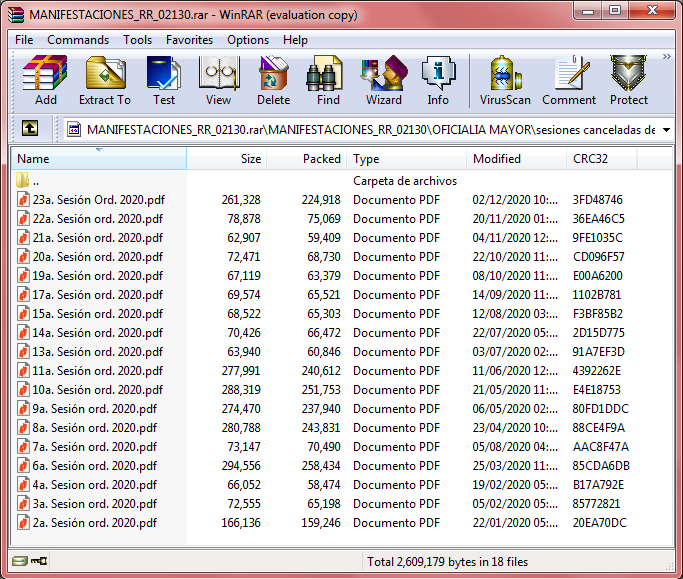 MANIFESTACIONES_RR_02130.rar - WinRAR (evaluation copy)
File Commands Tools Favorites Options Help
Add Extract To Test View Delete Find Wizard Info VirusScan Comment Protect
MANIFESTACIONES_RR_02130.rar\MANIFESTACIONES_RR_02130\OFICIALIA MAYOR\sesiones canceladas de
Name Size Packed Type Modified CRC32
.. Carpeta de archivos
23a. Sesión Ord. 2020.pdf 261,328 224,918 Documento PDF 02/12/2020 10:... 3FD48746
22a. Sesión ord. 2020.pdf 78,878 75,069 Documento PDF 20/11/2020 01:... 36EA46C5
21a. Sesión ord. 2020.pdf 62,907 59,409 Documento PDF 04/11/2020 12:... 9FE1035C
20a. Sesión ord. 2020.pdf 72,471 68,730 Documento PDF 22/10/2020 11:... CD096F57
19a. Sesión ord. 2020.pdf 67,119 63,379 Documento PDF 08/10/2020 11:... E00A6200
17a. Sesión ord. 2020.pdf 69,574 65,521 Documento PDF 14/09/2020 11:... 1102B781
15a. Sesión ord. 2020.pdf 68,522 65,303 Documento PDF 12/08/2020 03:... F3BF85B2
14a. Sesión ord. 2020.pdf 70,426 66,472 Documento PDF 22/07/2020 05:... 2D15D775
13a. Sesión ord. 2020.pdf 63,940 60,846 Documento PDF 03/07/2020 02:... 91A7EF3D
11a. Sesión ord. 2020.pdf 277,991 240,612 Documento PDF 11/06/2020 12:... 4392262E
10a. Sesión ord. 2020.pdf 288,319 251,753 Documento PDF 21/05/2020 11:... E4E18753
9a. Sesión ord. 2020.pdf 274,470 237,940 Documento PDF 06/05/2020 02:... 80FD1DDC
8a. Sesión ord. 2020.pdf 280,788 243,831 Documento PDF 23/04/2020 10:... 88CE4F9A
7a. Sesión ord. 2020.pdf 73,147 70,490 Documento PDF 05/08/2020 04:... AAC8F47A
6a. Sesión ord. 2020.pdf 294,556 258,434 Documento PDF 25/03/2020 11:... 85CDA6DB
4a. Sesión ord. 2020.pdf 66,052 58,474 Documento PDF 19/02/2020 05:... B17A792E
3a. Sesión ord. 2020.pdf 72,555 65,198 Documento PDF 05/02/2020 05:... 85772821
2a. Sesión ord. 2020.pdf 166,136 159,246 Documento PDF 22/01/2020 05:... 20EA70DC
Total 2,609,179 bytes in 18 files